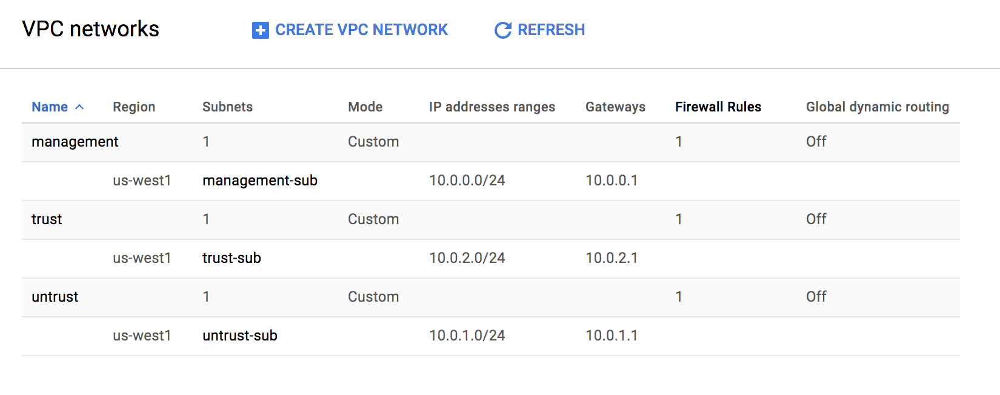 VPC networks CREATE VPC NETWORK REFRESH
Name Region Subnets Mode IP addresses ranges Gateways Firewall Rules Global dynamic routing
management 1 Custom 1 Off
us-west1 management-sub 10.0.0.0/24 10.0.0.1
trust 1 Custom 1 Off
us-west1 trust-sub 10.0.2.0/24 10.0.2.1
untrust 1 Custom 1 Off
us-west1 untrust-sub 10.0.1.0/24 10.0.1.1